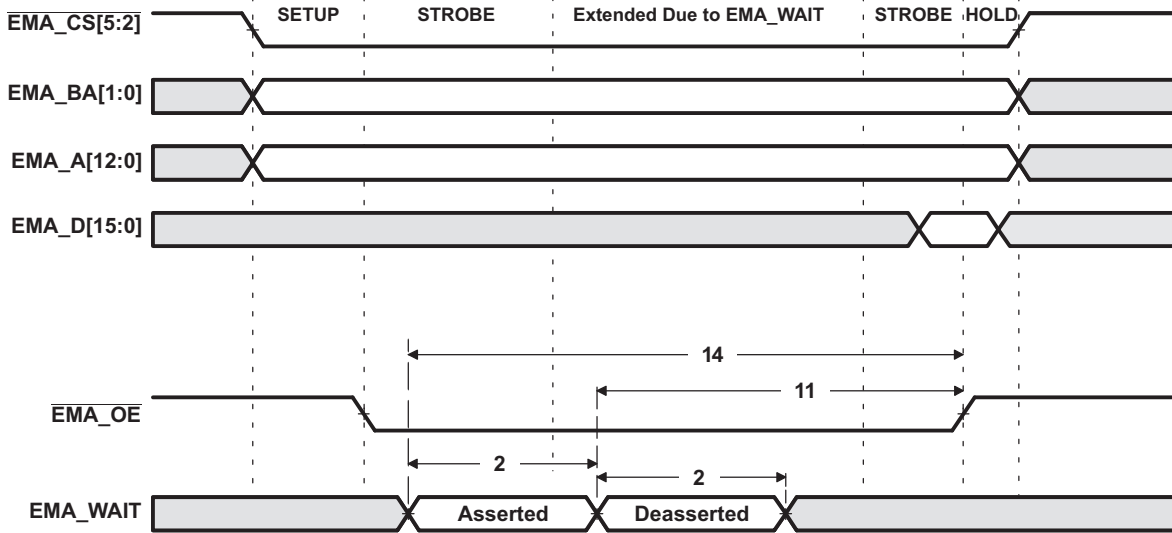 SETUP STROBE Extended Due to EMA_WAIT STROBE HOLD
EMA_CS[5:2]
EMA_BA[1:0]
EMA_A[12:0]
EMA_D[15:0]
14
11
EMA_OE
2
2
EMA_WAIT Asserted Deasserted